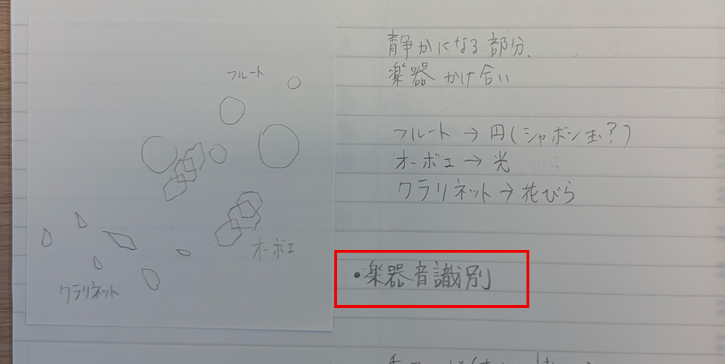 フルート
オーボエ
クラリネット
静かになる部分、
楽器かけ合い
フルート→円(シャボン玉?)
オーボエ→光
クラリネット→花びら
・楽器音識別